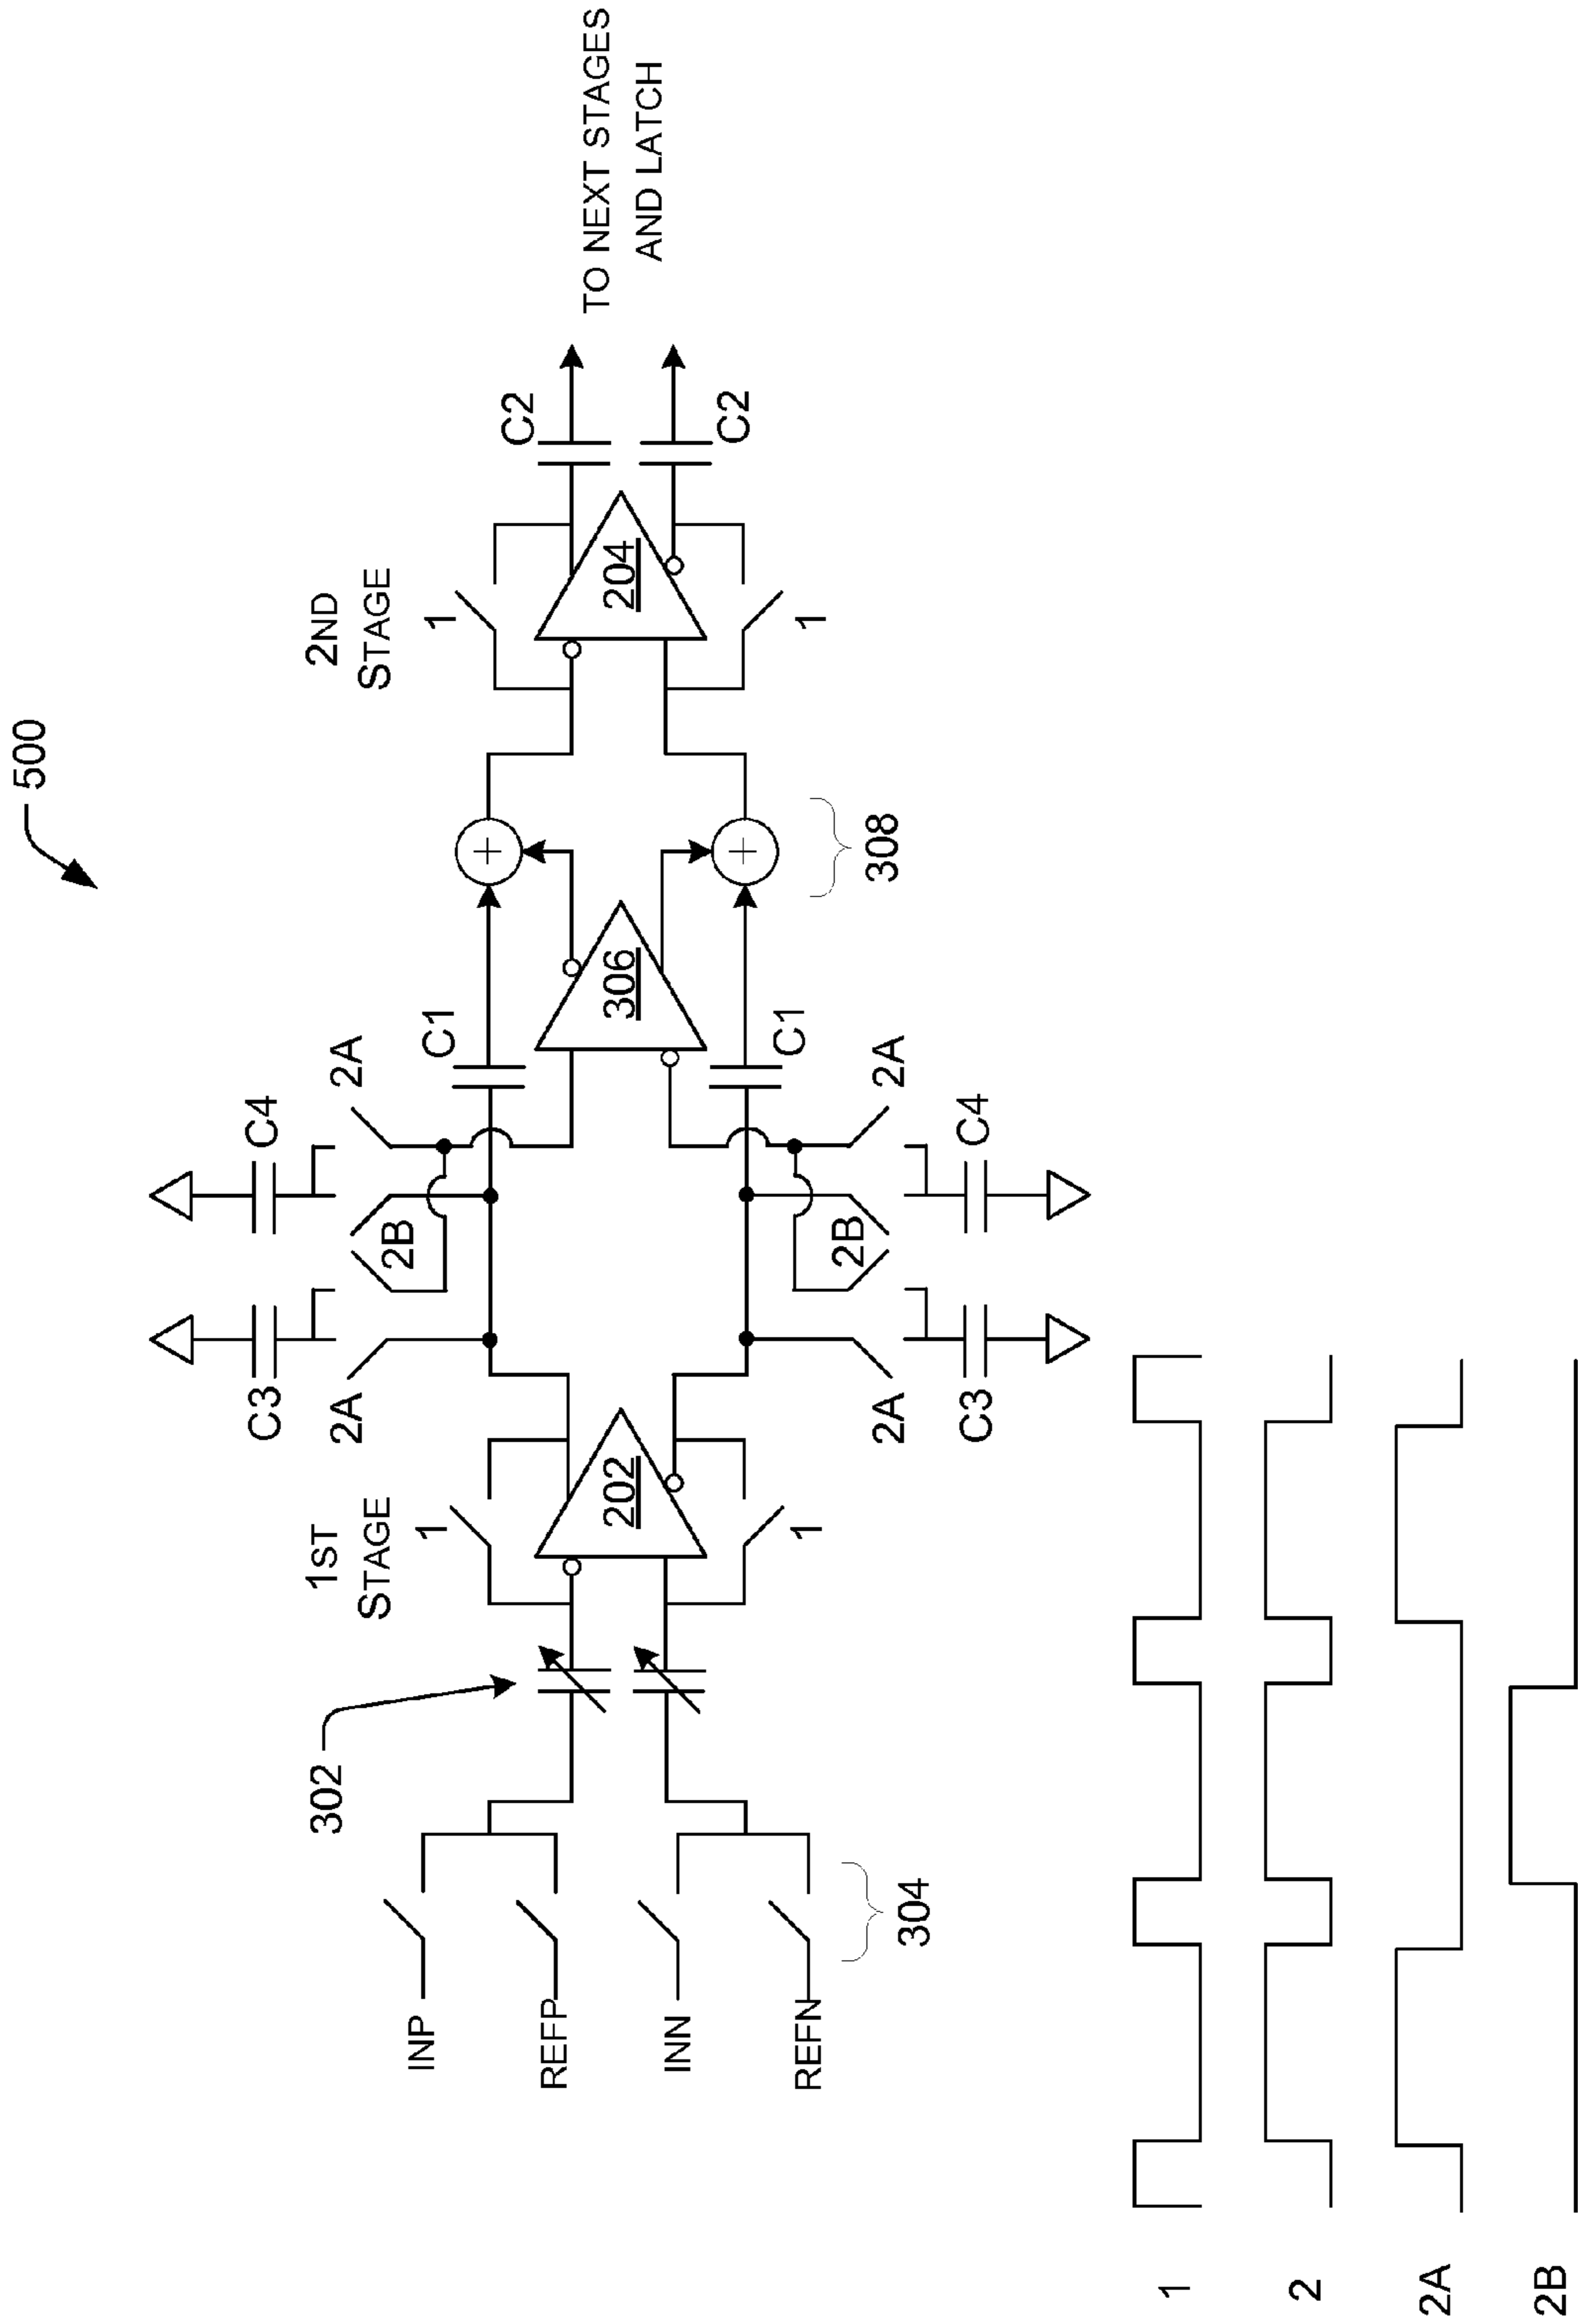 500
302
1ST
STAGE
2ND
STAGE
C3
2A
2B
C4
2A
C1
1
1
C2
INP
REFP
INN
REFN
304
202
306
204
TO NEXT STAGES
AND LATCH
1
C1
1
C2
308
2A
2B
2A
C3
C4
1
2
2A
2B